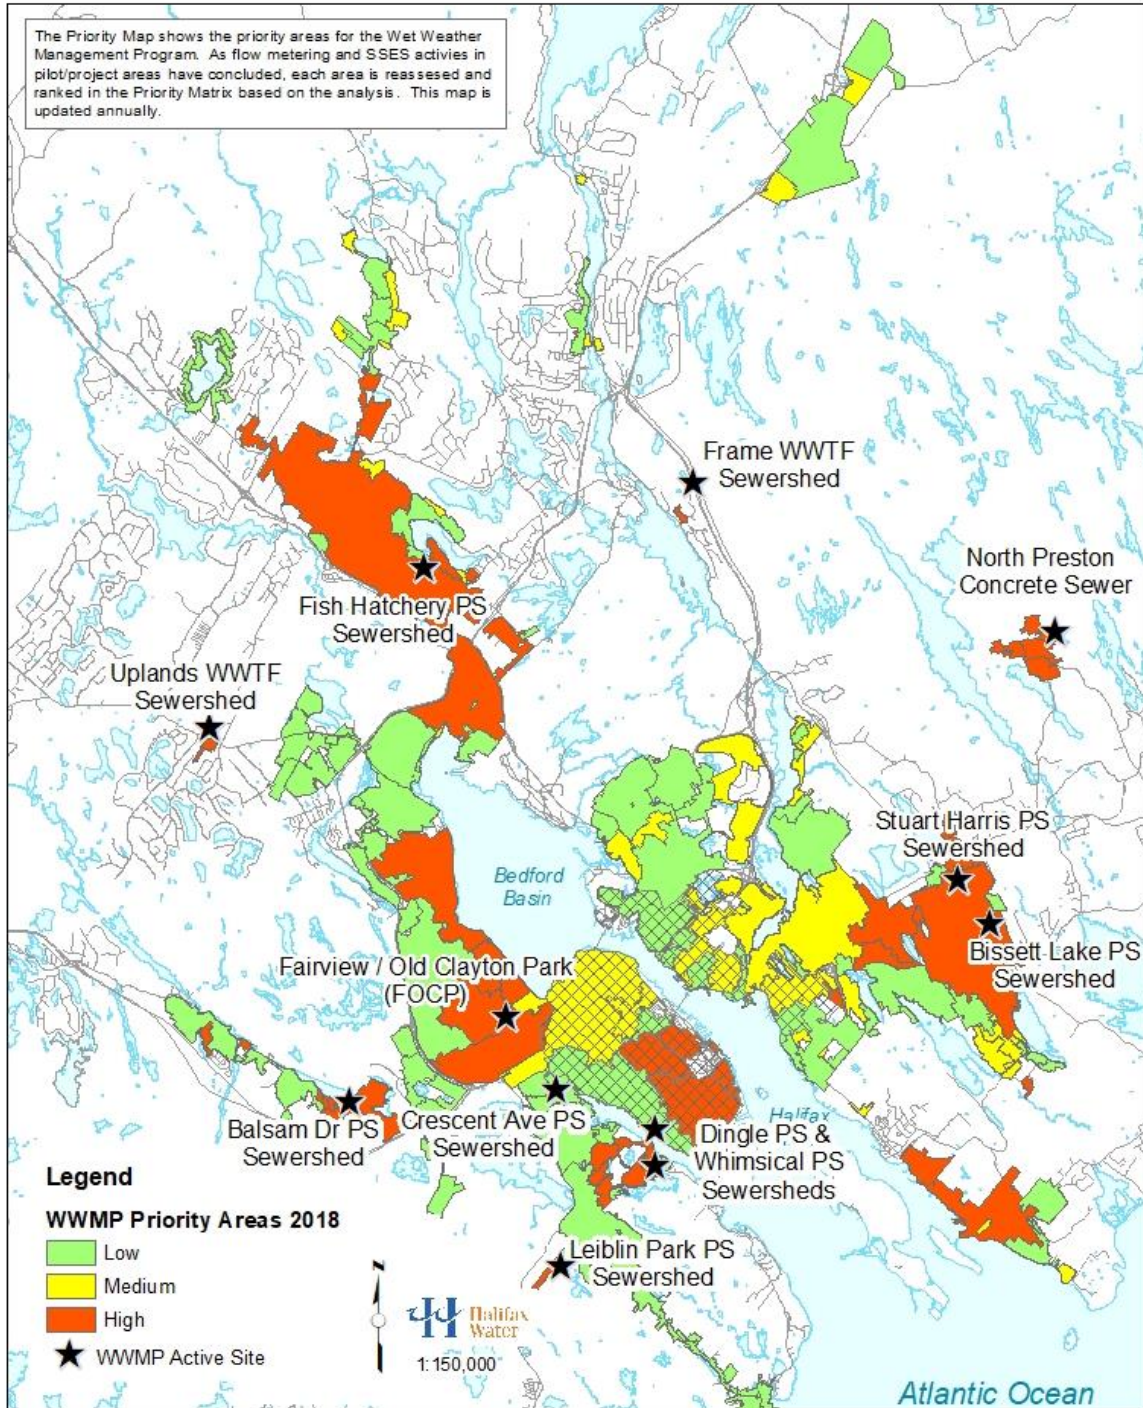 The Priority Map shows the priority areas for the Wet Weather
Management Program. As flow metering and SSES activies in
pilot/project areas have concluded, each area is reassesed and
ranked in the Priority Matrix based on the analysis. This map is
updated annually.
Frame WWTF
Sewershed
North Preston
Concrete Sewer
Fish Hatchery PS
Sewershed
Uplands WWTF
Sewershed
Stuart Harris PS
Sewershed
Bedford
Basin
Bissett Lake PS
Sewershed
Fairview / Old Clayton Park
(FOCP)
Balsam Dr PS
Sewershed
Crescent Ave PS
Sewershed
Halifax
Dingle PS &
Whimsical PS
Sewersheds
Leiblin Park PS
Sewershed
Legend
WWMP Priority Areas 2018
Low
Medium
High
WWMP Active Site
Z
H
Halifax
Water
1:150,000
Atlantic Ocean